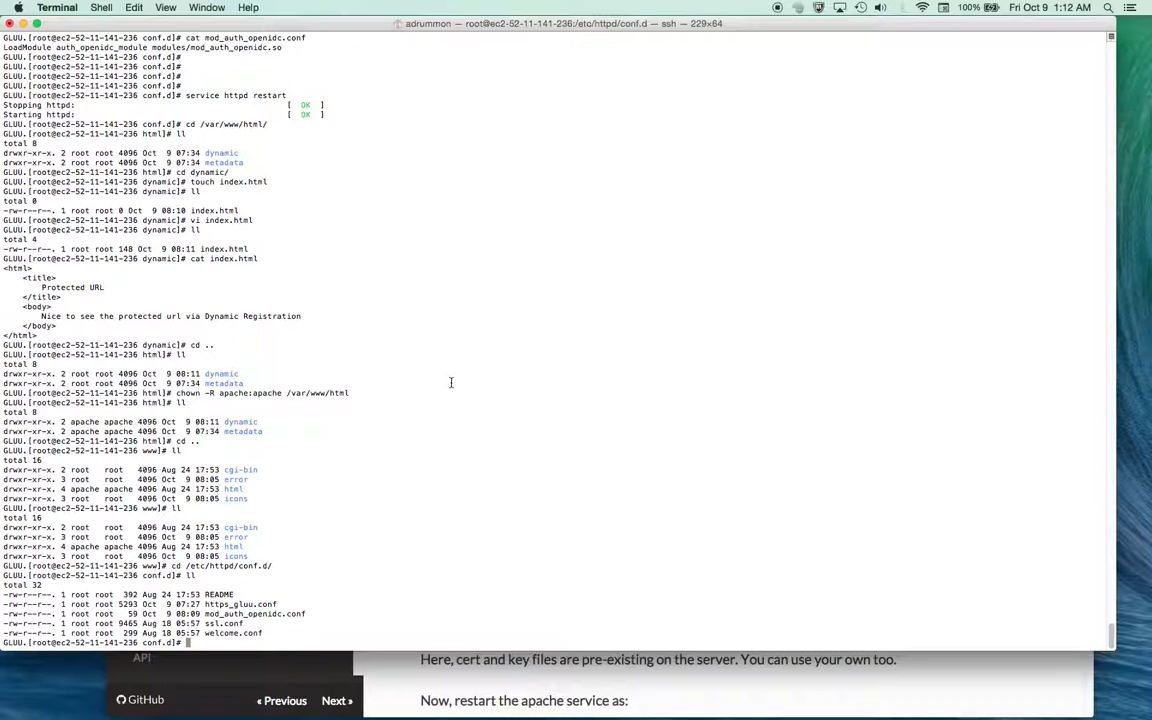 Terminal Shell Edit View Window Help 100% Fri Oct 9 1:12 AM
adrummon — root@ec2-52-11-141-236:/etc/httpd/conf.d — ssh — 229×64
GLUU.[root@ec2-52-11-141-236 conf.d]# cat mod_auth_openidc.conf
LoadModule auth_openidc_module modules/mod_auth_openidc.so
GLUU.[root@ec2-52-11-141-236 conf.d]#
GLUU.[root@ec2-52-11-141-236 conf.d]#
GLUU.[root@ec2-52-11-141-236 conf.d]#
GLUU.[root@ec2-52-11-141-236 conf.d]#
GLUU.[root@ec2-52-11-141-236 conf.d]# service httpd restart
Stopping httpd: [ OK ]
Starting httpd: [ OK ]
GLUU.[root@ec2-52-11-141-236 conf.d]# cd /var/www/html/
GLUU.[root@ec2-52-11-141-236 html]# ll
total 8
drwxr-xr-x. 2 root root 4096 Oct 9 07:34 dynamic
drwxr-xr-x. 2 root root 4096 Oct 9 07:34 metadata
GLUU.[root@ec2-52-11-141-236 html]# cd dynamic/
GLUU.[root@ec2-52-11-141-236 dynamic]# touch index.html
GLUU.[root@ec2-52-11-141-236 dynamic]# ll
total 0
-rw-r--r--. 1 root root 0 Oct 9 08:10 index.html
GLUU.[root@ec2-52-11-141-236 dynamic]# vi index.html
GLUU.[root@ec2-52-11-141-236 dynamic]# ll
total 4
-rw-r--r--. 1 root root 148 Oct 9 08:11 index.html
GLUU.[root@ec2-52-11-141-236 dynamic]# cat index.html
<html>
<title>
Protected URL
</title>
<body>
Nice to see the protected url via Dynamic Registration
</body>
</html>
GLUU.[root@ec2-52-11-141-236 dynamic]# cd ..
GLUU.[root@ec2-52-11-141-236 html]# ll
total 8
drwxr-xr-x. 2 root root 4096 Oct 9 08:11 dynamic
drwxr-xr-x. 2 root root 4096 Oct 9 07:34 metadata
GLUU.[root@ec2-52-11-141-236 html]# chown -R apache:apache /var/www/html
GLUU.[root@ec2-52-11-141-236 html]# ll
total 8
drwxr-xr-x. 2 apache apache 4096 Oct 9 08:11 dynamic
drwxr-xr-x. 2 apache apache 4096 Oct 9 07:34 metadata
GLUU.[root@ec2-52-11-141-236 html]# cd ..
GLUU.[root@ec2-52-11-141-236 www]# ll
total 16
drwxr-xr-x. 2 root root 4096 Aug 24 17:53 cgi-bin
drwxr-xr-x. 3 root root 4096 Oct 9 08:05 error
drwxr-xr-x. 4 apache apache 4096 Aug 24 17:53 html
drwxr-xr-x. 3 root root 4096 Oct 9 08:05 icons
GLUU.[root@ec2-52-11-141-236 www]# ll
total 16
drwxr-xr-x. 2 root root 4096 Aug 24 17:53 cgi-bin
drwxr-xr-x. 3 root root 4096 Oct 9 08:05 error
drwxr-xr-x. 4 apache apache 4096 Aug 24 17:53 html
drwxr-xr-x. 3 root root 4096 Oct 9 08:05 icons
GLUU.[root@ec2-52-11-141-236 www]# cd /etc/httpd/conf.d/
GLUU.[root@ec2-52-11-141-236 conf.d]# ll
total 32
-rw-r--r--. 1 root root 392 Aug 24 17:53 README
-rw-r--r--. 1 root root 5293 Oct 9 07:27 https_gluu.conf
-rw-r--r--. 1 root root 59 Oct 9 08:09 mod_auth_openidc.conf
-rw-r--r--. 1 root root 9465 Aug 18 05:57 ssl.conf
-rw-r--r--. 1 root root 299 Aug 18 05:57 welcome.conf
GLUU.[root@ec2-52-11-141-236 conf.d]#
API
Here, cert and key files are pre-existing on the server. You can use your own too.
GitHub « Previous Next »
Now, restart the apache service as: